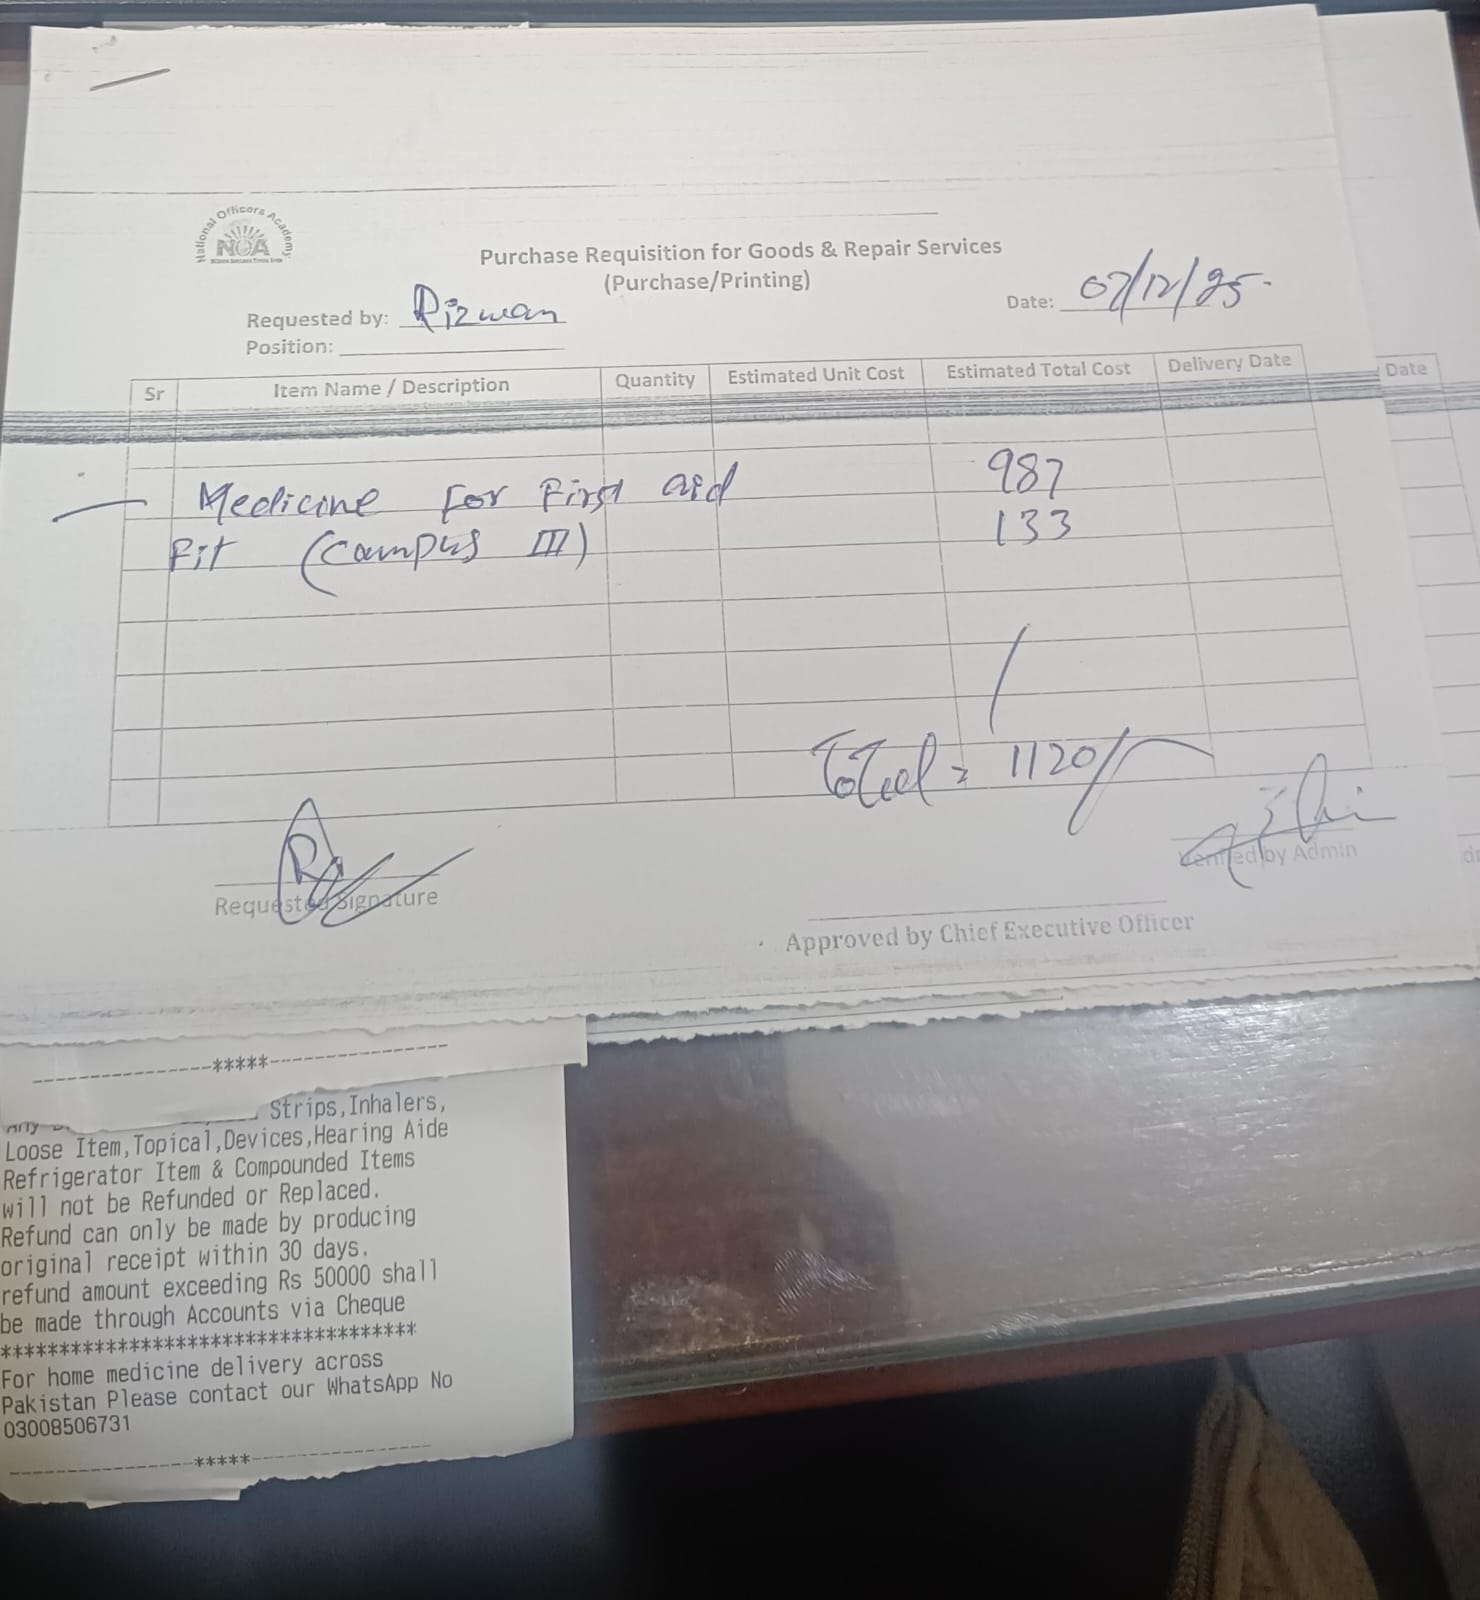 National Officers Academy
NOA
Purchase Requisition for Goods & Repair Services
(Purchase/Printing)
Requested by: Rizwan
Date: 02/12/25.
Position:
Sr Item Name / Description Quantity Estimated Unit Cost Estimated Total Cost Delivery Date
Date
Medicine For First aid 987
Kit (Campus III) 133
Total = 1120/
Requested Signature
Verified by Admin
Approved by Chief Executive Officer
-----------------*****-----------------
Strips,Inhalers,
Loose Item,Topical,Devices,Hearing Aide
Refrigerator Item & Compounded Items
will not be Refunded or Replaced.
Refund can only be made by producing
original receipt within 30 days.
refund amount exceeding Rs 50000 shall
be made through Accounts via Cheque
*************************************
For home medicine delivery across
Pakistan Please contact our WhatsApp No
03008506731
-----------------*****-----------------